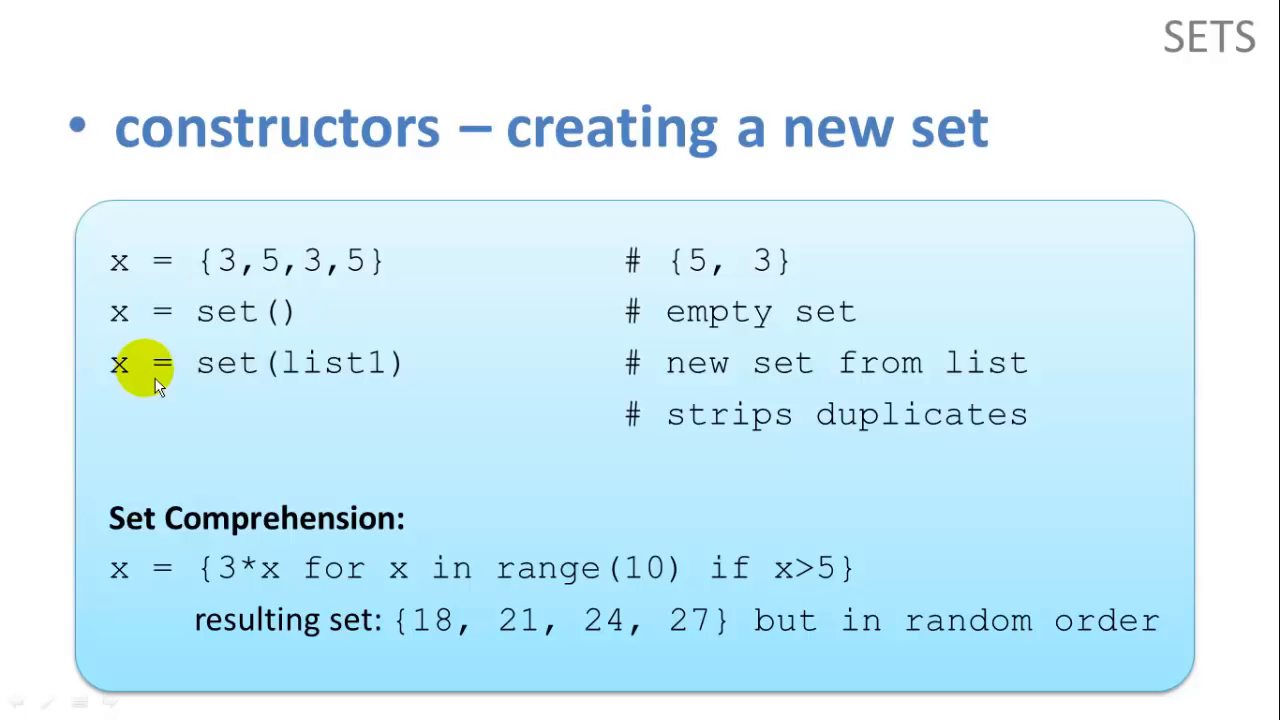 SETS
• constructors – creating a new set
x = {3,5,3,5} # {5, 3}
x = set() # empty set
x = set(list1) # new set from list
# strips duplicates
Set Comprehension:
x = {3*x for x in range(10) if x>5}
resulting set: {18, 21, 24, 27} but in random order